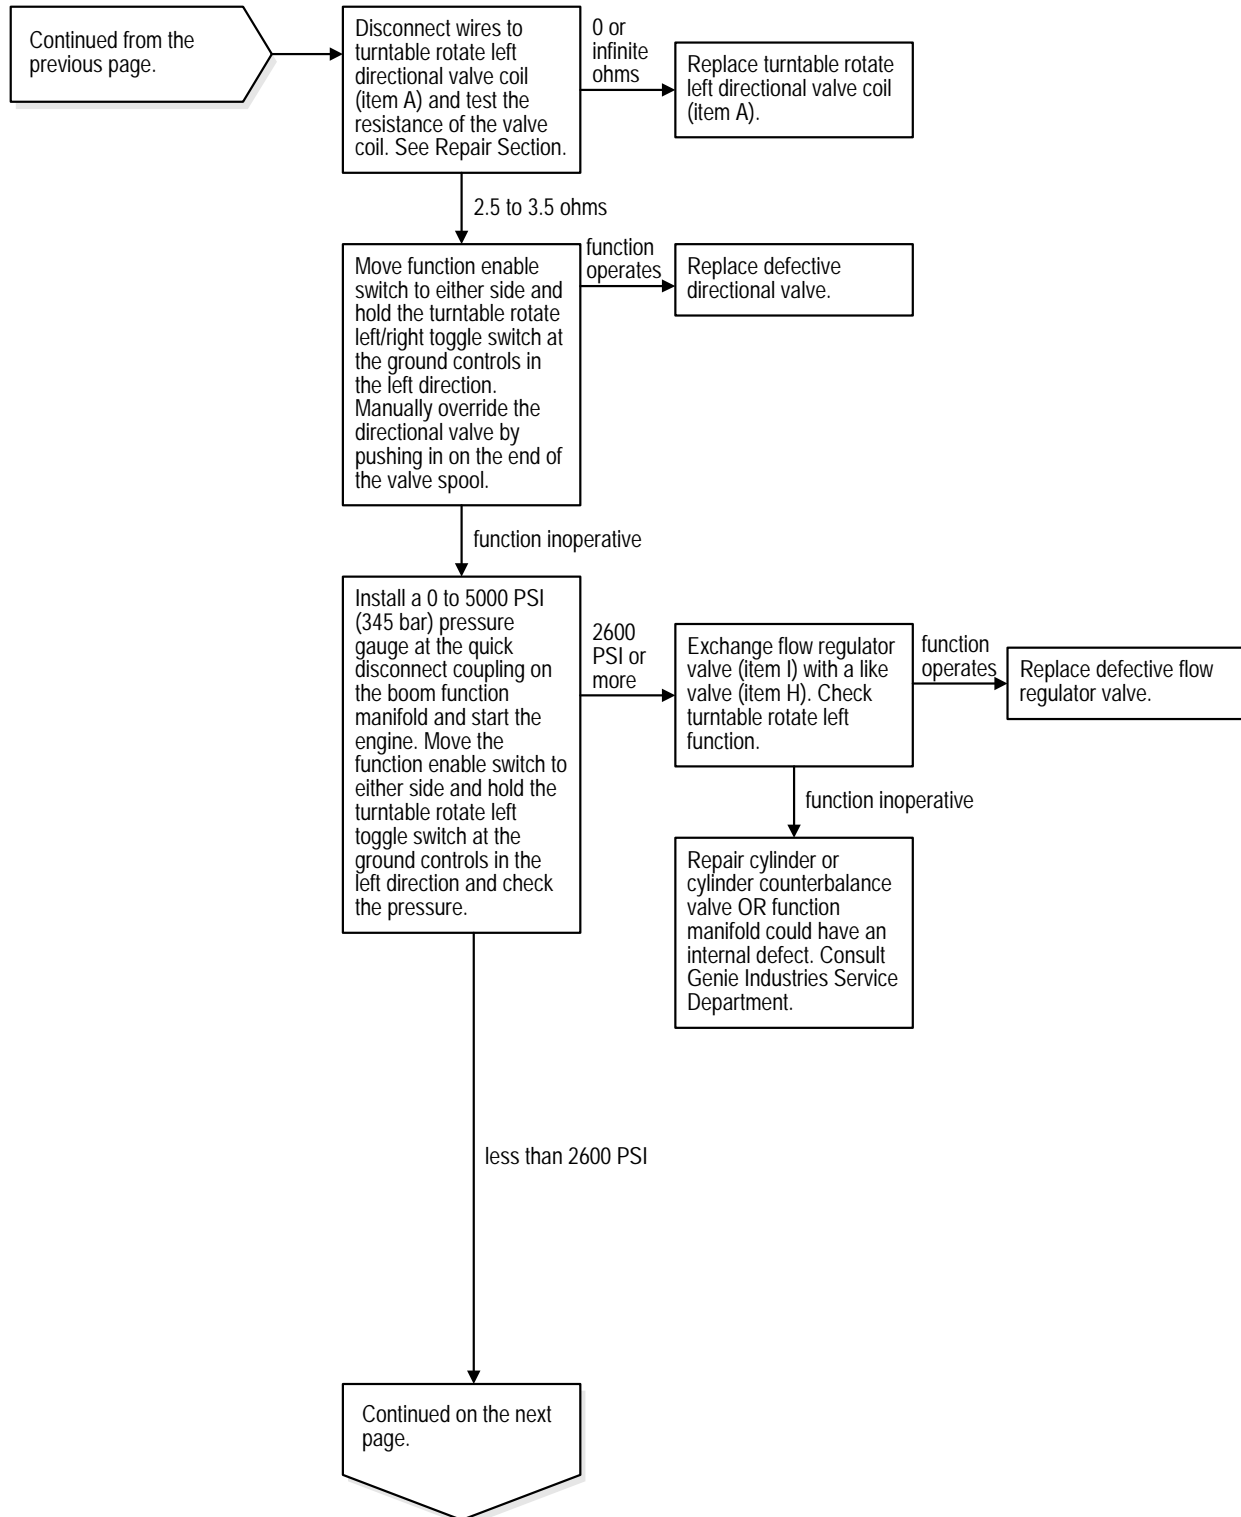 Continued from the
previous page.
Disconnect wires to
turntable rotate left
directional valve coil
(item A) and test the
resistance of the valve
coil. See Repair Section.
0 or
infinite
ohms
Replace turntable rotate
left directional valve coil
(item A).
2.5 to 3.5 ohms
Move function enable
switch to either side and
hold the turntable rotate
left/right toggle switch at
the ground controls in
the left direction.
Manually override the
directional valve by
pushing in on the end of
the valve spool.
function
operates
Replace defective
directional valve.
function inoperative
Install a 0 to 5000 PSI
(345 bar) pressure
gauge at the quick
disconnect coupling on
the boom function
manifold and start the
engine. Move the
function enable switch to
either side and hold the
turntable rotate left
toggle switch at the
ground controls in the
left direction and check
the pressure.
2600
PSI or
more
Exchange flow regulator
valve (item I) with a like
valve (item H). Check
turntable rotate left
function.
function
operates
Replace defective flow
regulator valve.
function inoperative
Repair cylinder or
cylinder counterbalance
valve OR function
manifold could have an
internal defect. Consult
Genie Industries Service
Department.
less than 2600 PSI
Continued on the next
page.